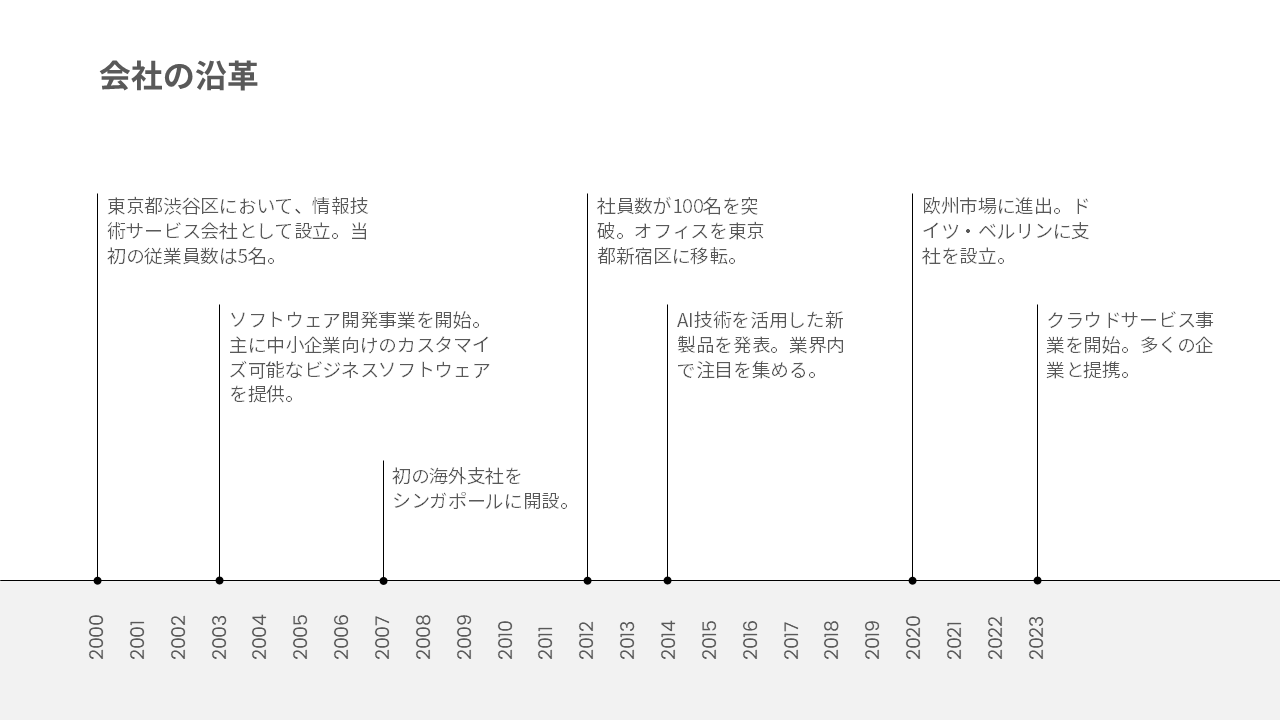 会社の沿革
東京都渋谷区において、情報技
術サービス会社として設立。当
初の従業員数は5名。
ソフトウェア開発事業を開始。
主に中小企業向けのカスタマイ
ズ可能なビジネスソフトウェア
を提供。
初の海外支社を
シンガポールに開設。
社員数が100名を突
破。オフィスを東京
都新宿区に移転。
AI技術を活用した新
製品を発表。業界内
で注目を集める。
欧州市場に進出。ド
イツ・ベルリンに支
社を設立。
クラウドサービス事
業を開始。多くの企
業と提携。
2000
2001
2002
2003
2004
2005
2006
2007
2008
2009
2010
2011
2012
2013
2014
2015
2016
2017
2018
2019
2020
2021
2022
2023